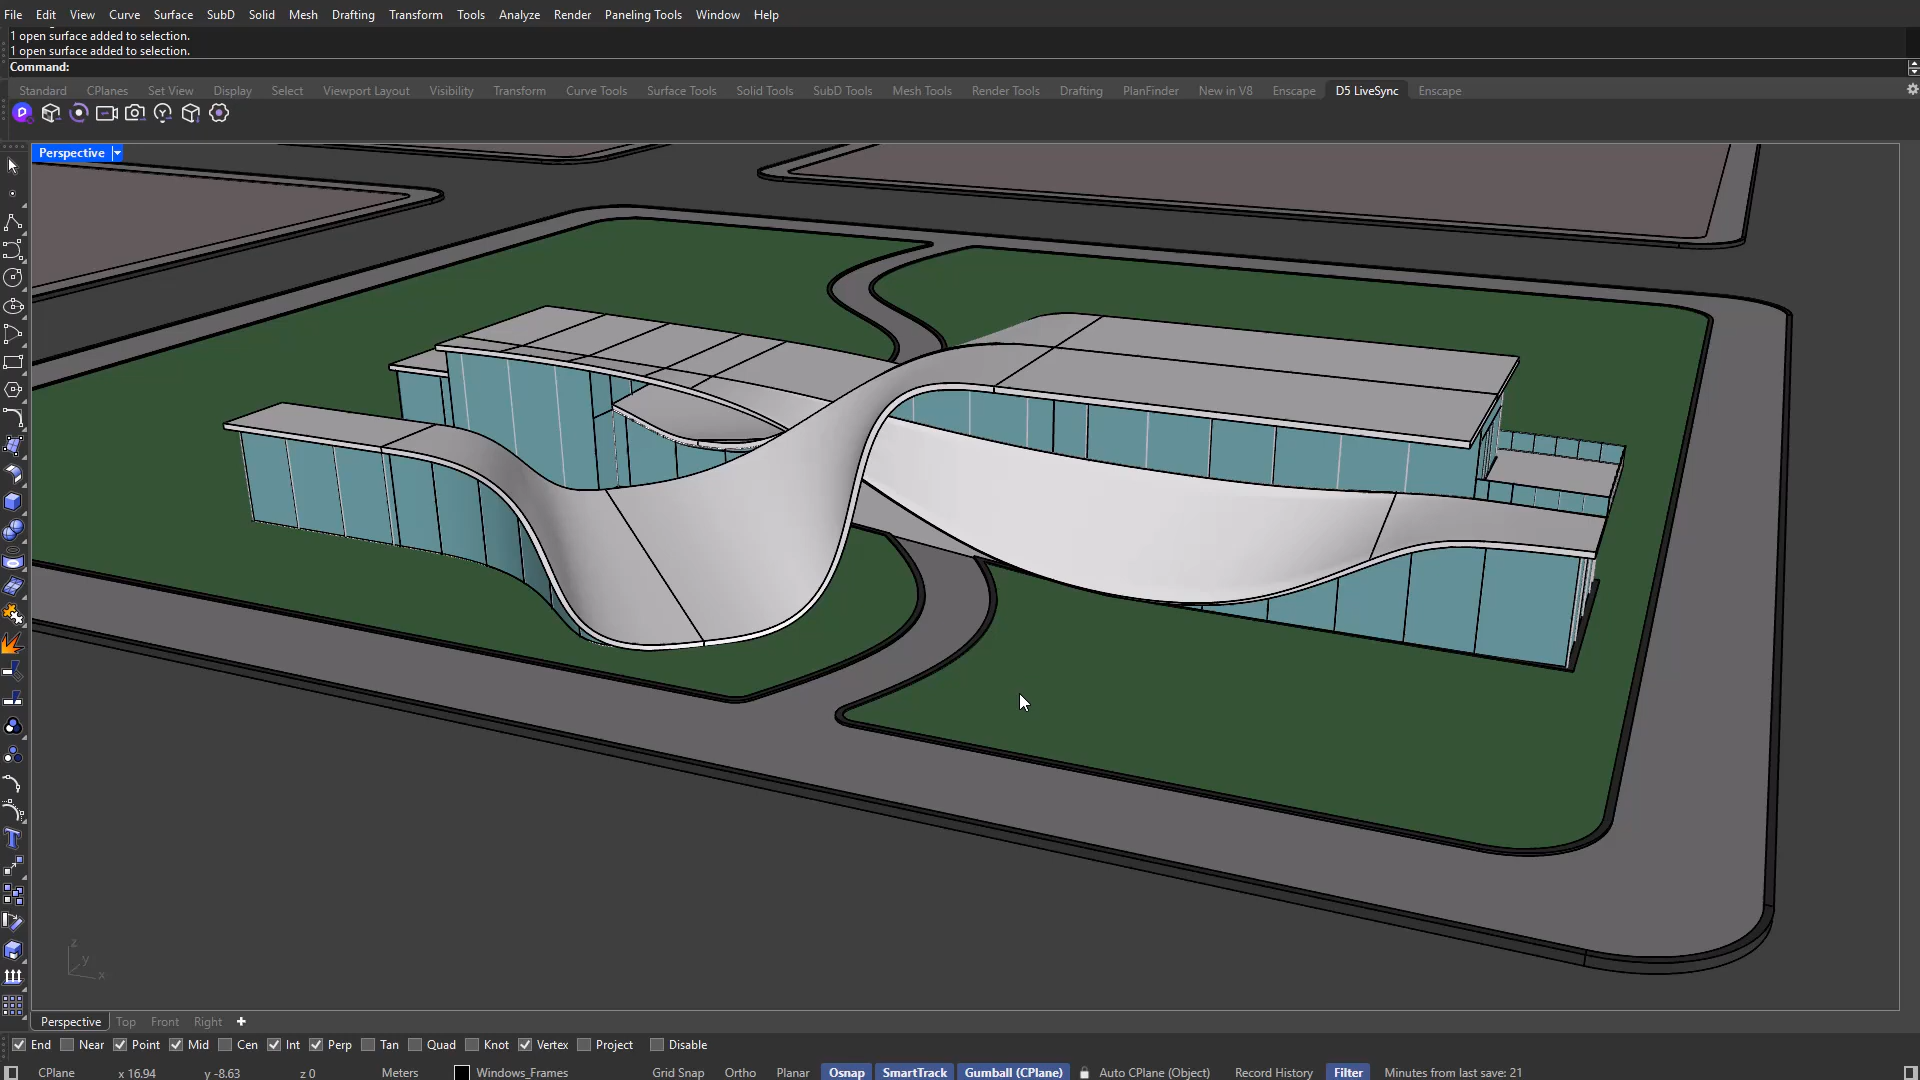 File Edit View Curve Surface SubD Solid Mesh Drafting Transform Tools Analyze Render Paneling Tools Window Help
1 open surface added to selection.
1 open surface added to selection.
Command:
Standard CPlanes Set View Display Select Viewport Layout Visibility Transform Curve Tools Surface Tools Solid Tools SubD Tools Mesh Tools Render Tools Drafting PlanFinder New in V8 Enscape D5 LiveSync Enscape
Perspective
z
y
x
Perspective Top Front Right
End Near Point Mid Cen Int Perp Tan Quad Knot Vertex Project Disable
CPlane x 16.94 y -8.63 z 0 Meters Windows_Frames Grid Snap Ortho Planar Osnap SmartTrack Gumball (CPlane) Auto CPlane (Object) Record History Filter Minutes from last save: 21